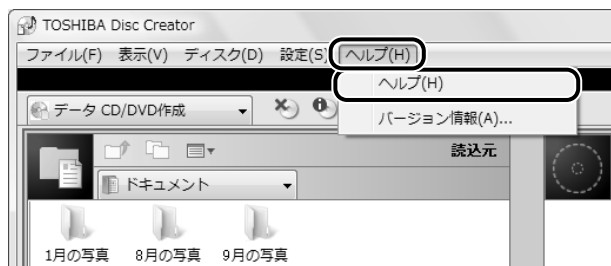 TOSHIBA Disc Creator
ファイル(F) 表示(V) ディスク(D) 設定(S) ヘルプ(H)
ヘルプ(H)
データ CD/DVD作成
バージョン情報(A)...
読込元
ドキュメント
1月の写真 8月の写真 9月の写真